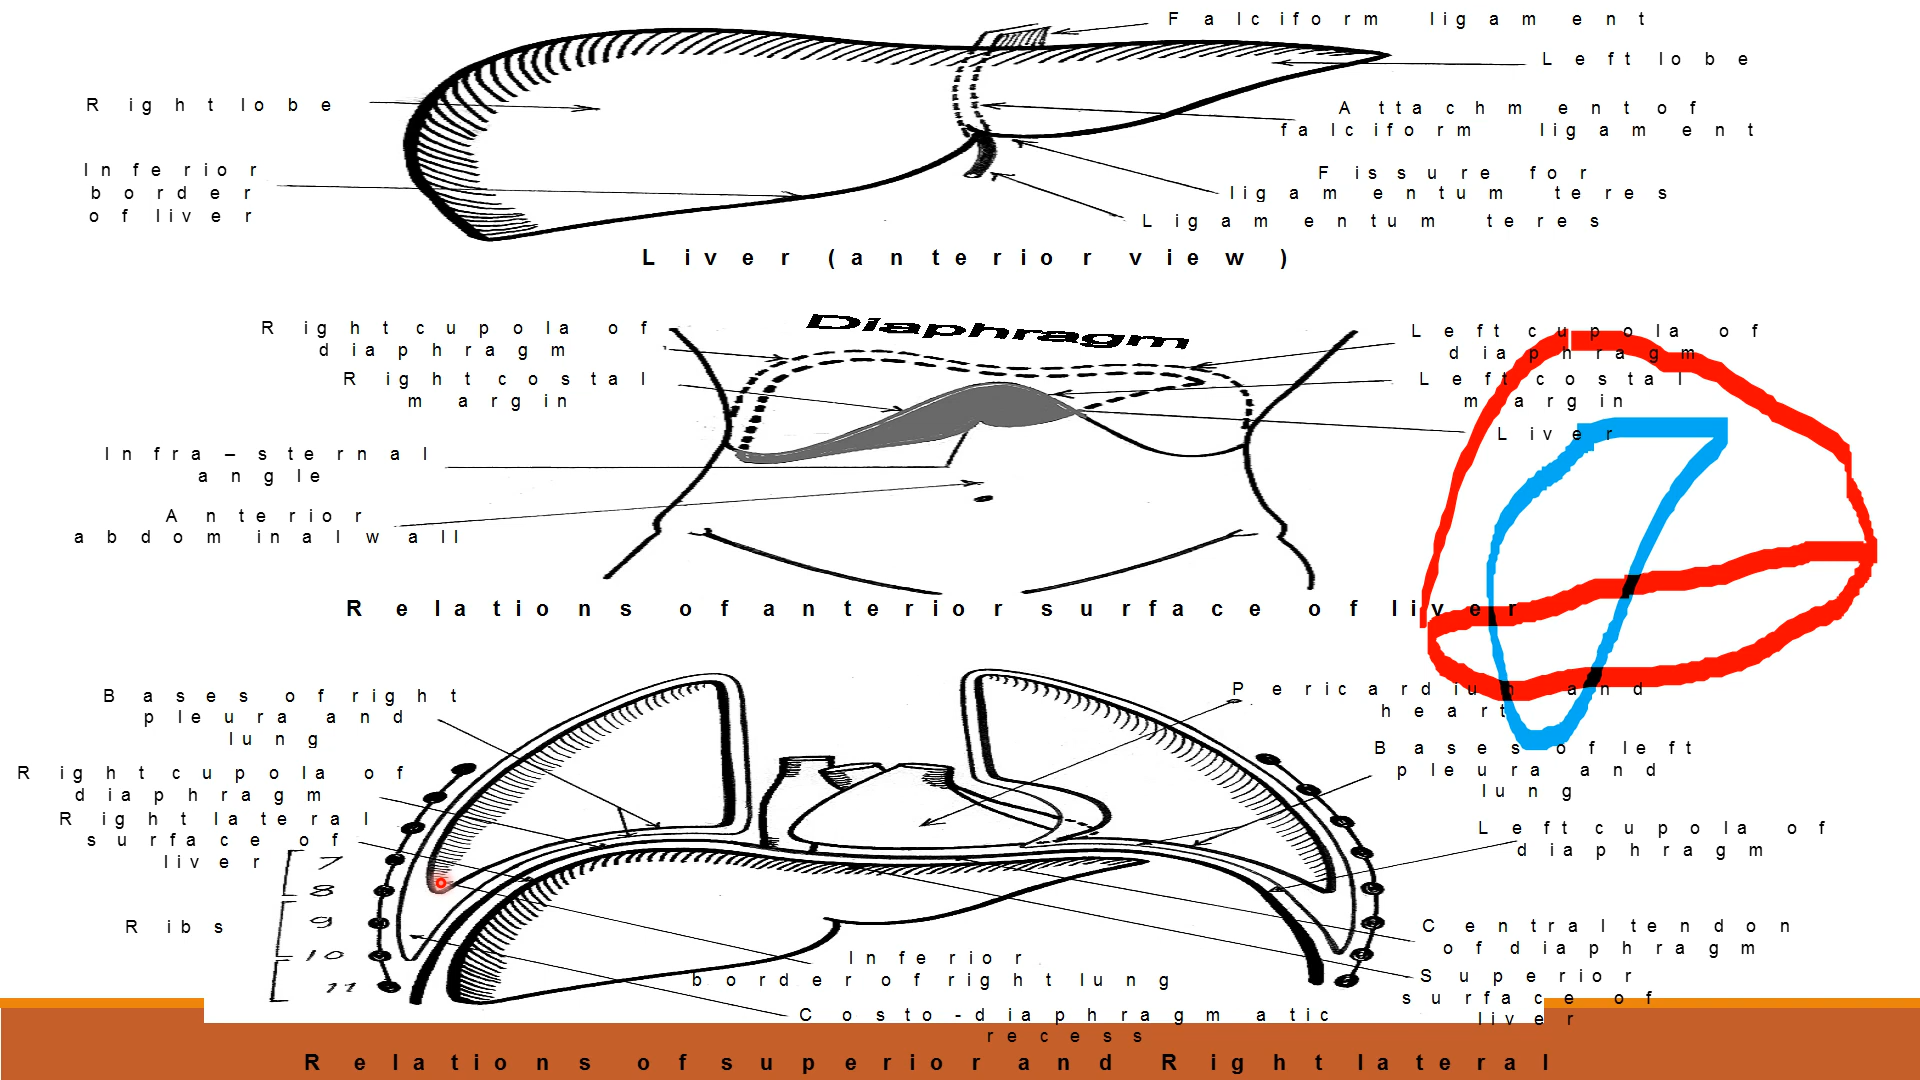 Falciform ligament
Left lobe
Right lobe
Attachment of
falciform ligament
Inferior
border
of liver
Fissure for
ligamentum teres
Ligamentum teres
Liver (anterior view)
Diaphragm
Right cupola of
diaphragm
Right costal
margin
Left cupola of
diaphragm
Left costal
margin
Liver
Infra – sternal
angle
Anterior
abdominal wall
Relations of anterior surface of liver
Bases of right
pleura and
lung
Right cupola of
diaphragm
Right lateral
surface of
liver
7
8
9
10
11
Ribs
Pericardium and
heart
Bases of left
pleura and
lung
Left cupola of
diaphragm
Central tendon
of diaphragm
Superior
surface of
liver
Inferior
border of right lung
Costo-diaphragmatic
recess
Relations of superior and Right lateral